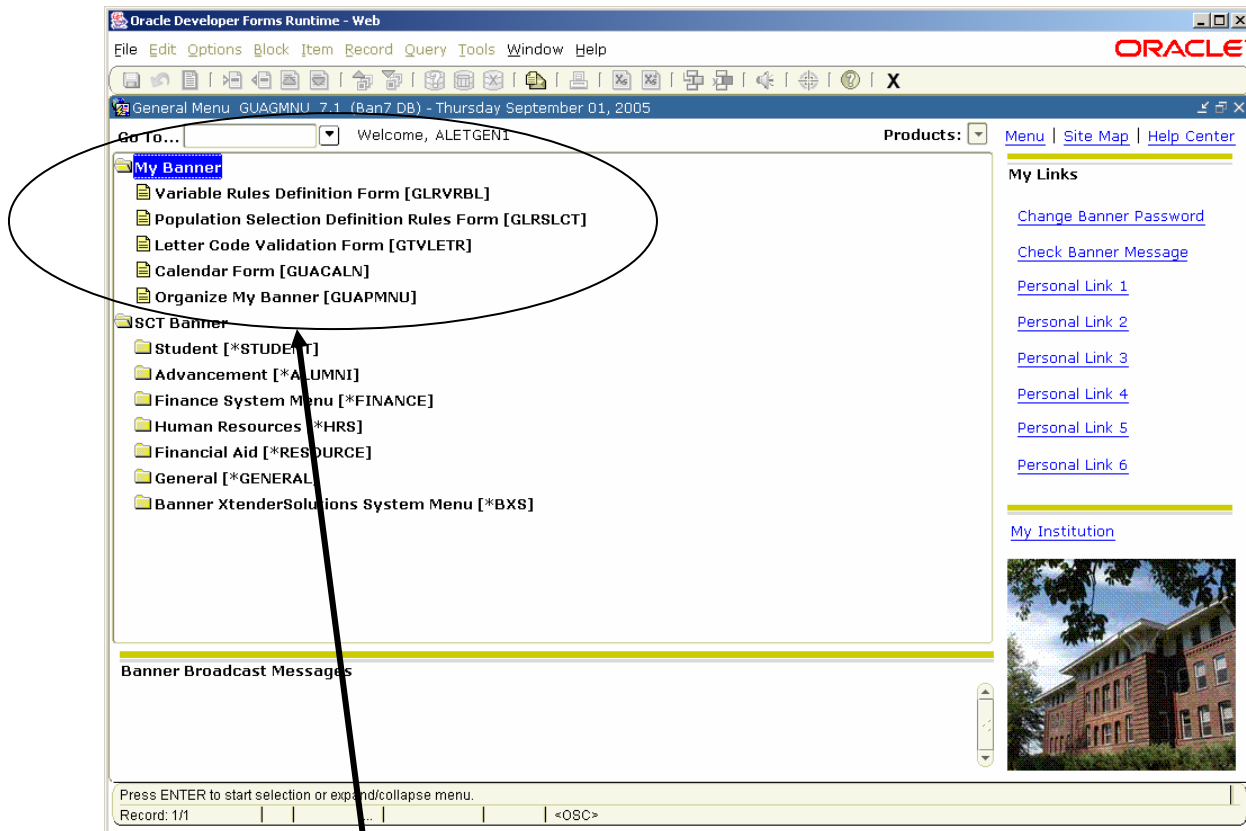 Oracle Developer Forms Runtime - Web
File Edit Options Block Item Record Query Tools Window Help
ORACLE
X
General Menu GUAGMNU 7.1 (Ban7 DB) - Thursday September 01, 2005
Go To... Welcome, ALETGEN1 Products: Menu | Site Map | Help Center
My Banner
Variable Rules Definition Form [GLRVRBL]
Population Selection Definition Rules Form [GLRSLCT]
Letter Code Validation Form [GTVLETR]
Calendar Form [GUACALN]
Organize My Banner [GUAPMNU]
SCT Banner
Student [*STUDENT]
Advancement [*ALUMNI]
Finance System Menu [*FINANCE]
Human Resources [*HRS]
Financial Aid [*RESOURCE]
General [*GENERAL]
Banner XtenderSolutions System Menu [*BXS]
My Links
Change Banner Password
Check Banner Message
Personal Link 1
Personal Link 2
Personal Link 3
Personal Link 4
Personal Link 5
Personal Link 6
My Institution
Banner Broadcast Messages
Press ENTER to start selection or expand/collapse menu.
Record: 1/1 ... <OSC>